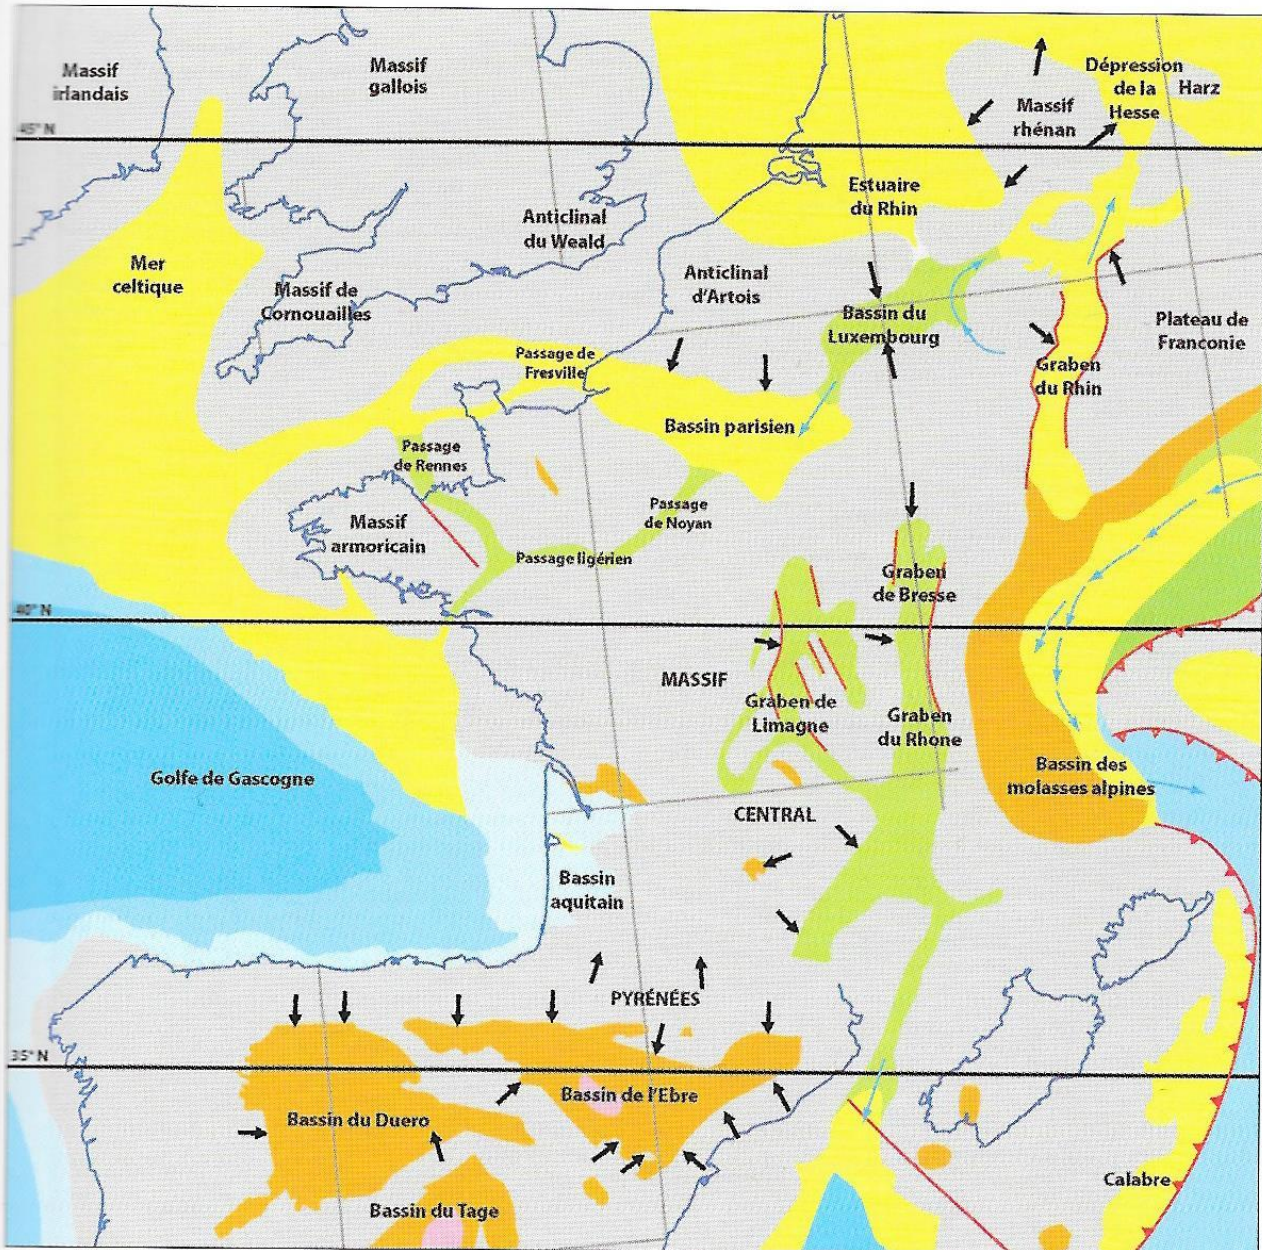 Massif
irlandais
Massif
gallois
Dépression
de la
Hesse
Harz
Massif
rhénan
45° N
Estuaire
du Rhin
Anticlinal
du Weald
Mer
celtique
Massif de
Cornouailles
Anticlinal
d'Artois
Bassin du
Luxembourg
Plateau de
Franconie
Passage de
Fresville
Graben
du Rhin
Bassin parisien
Passage
de Rennes
Passage
de Noyan
Massif
armoricain
Passage ligérien
Graben
de Bresse
40° N
MASSIF
Graben de
Limagne
Graben
du Rhone
Golfe de Gascogne
Bassin des
molasses alpines
CENTRAL
Bassin
aquitain
PYRÉNÉES
35° N
Bassin de l'Ebre
Bassin du Duero
Calabre
Bassin du Tage